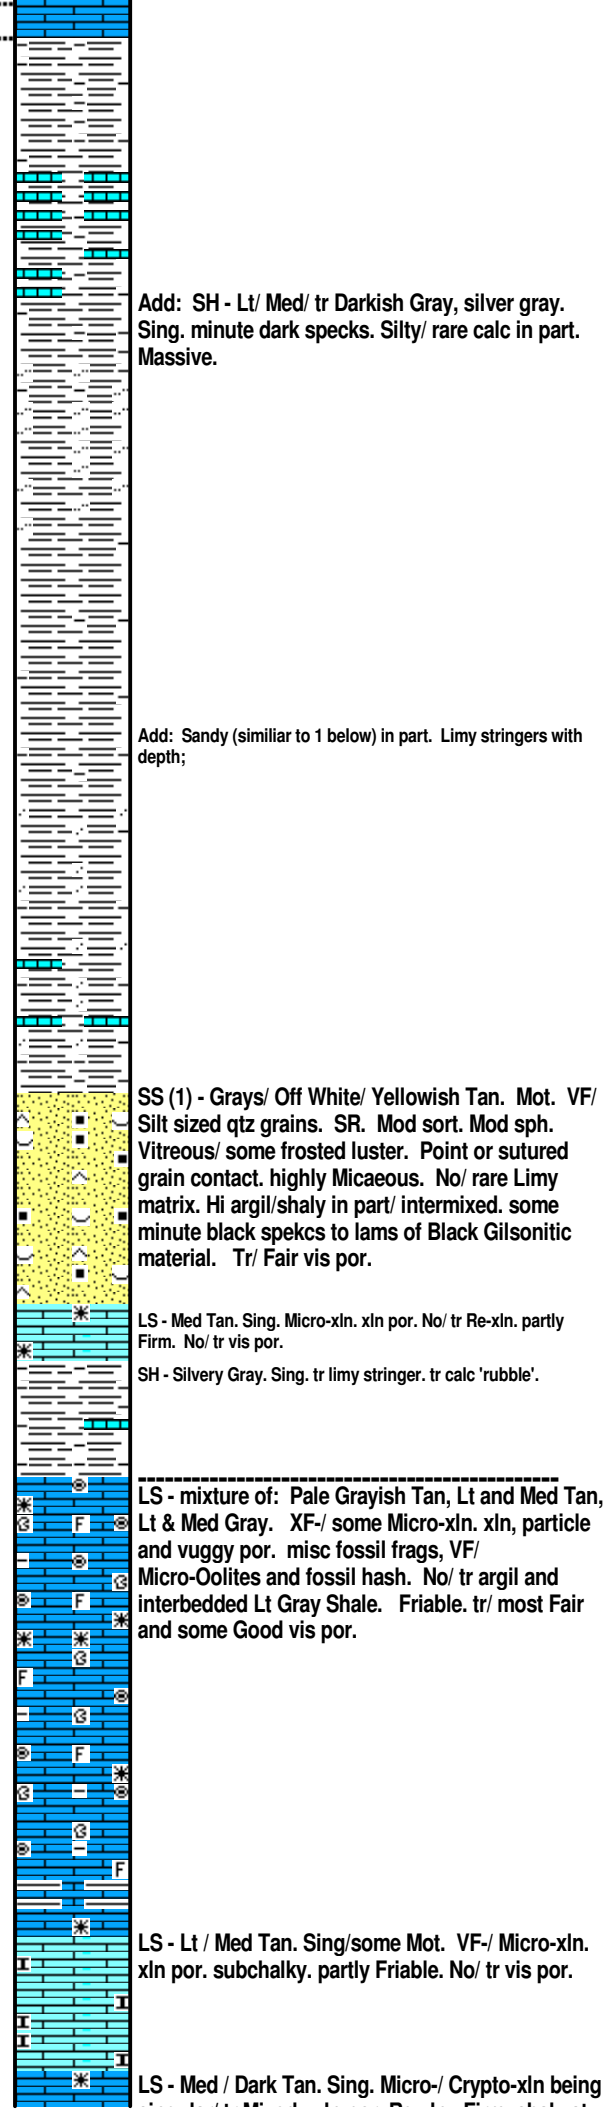 Add: SH - Lt/ Med/ tr Darkish Gray, silver gray.
Sing. minute dark specks. Silty/ rare calc in part.
Massive.
Add: Sandy (similiar to 1 below) in part. Limy stringers with
depth;
SS (1) - Grays/ Off White/ Yellowish Tan. Mot. VF/
Silt sized qtz grains. SR. Mod sort. Mod sph.
Vitreous/ some frosted luster. Point or sutured
grain contact. highly Micaeous. No/ rare Limy
matrix. Hi argil/shaly in part/ intermixed. some
minute black spekcs to lams of Black Gilsonitic
material. Tr/ Fair vis por.
LS - Med Tan. Sing. Micro-xln. xln por. No/ tr Re-xln. partly
Firm. No/ tr vis por.
SH - Silvery Gray. Sing. tr limy stringer. tr calc 'rubble'.
LS - mixture of: Pale Grayish Tan, Lt and Med Tan,
Lt & Med Gray. XF-/ some Micro-xln. xln, particle
and vuggy por. misc fossil frags, VF/
Micro-Oolites and fossil hash. No/ tr argil and
interbedded Lt Gray Shale. Friable. tr/ most Fair
and some Good vis por.
F
F
F
F
F
LS - Lt / Med Tan. Sing/some Mot. VF-/ Micro-xln.
xln por. subchalky. partly Friable. No/ tr vis por.
LS - Med / Dark Tan. Sing. Micro-/ Crypto-xln being